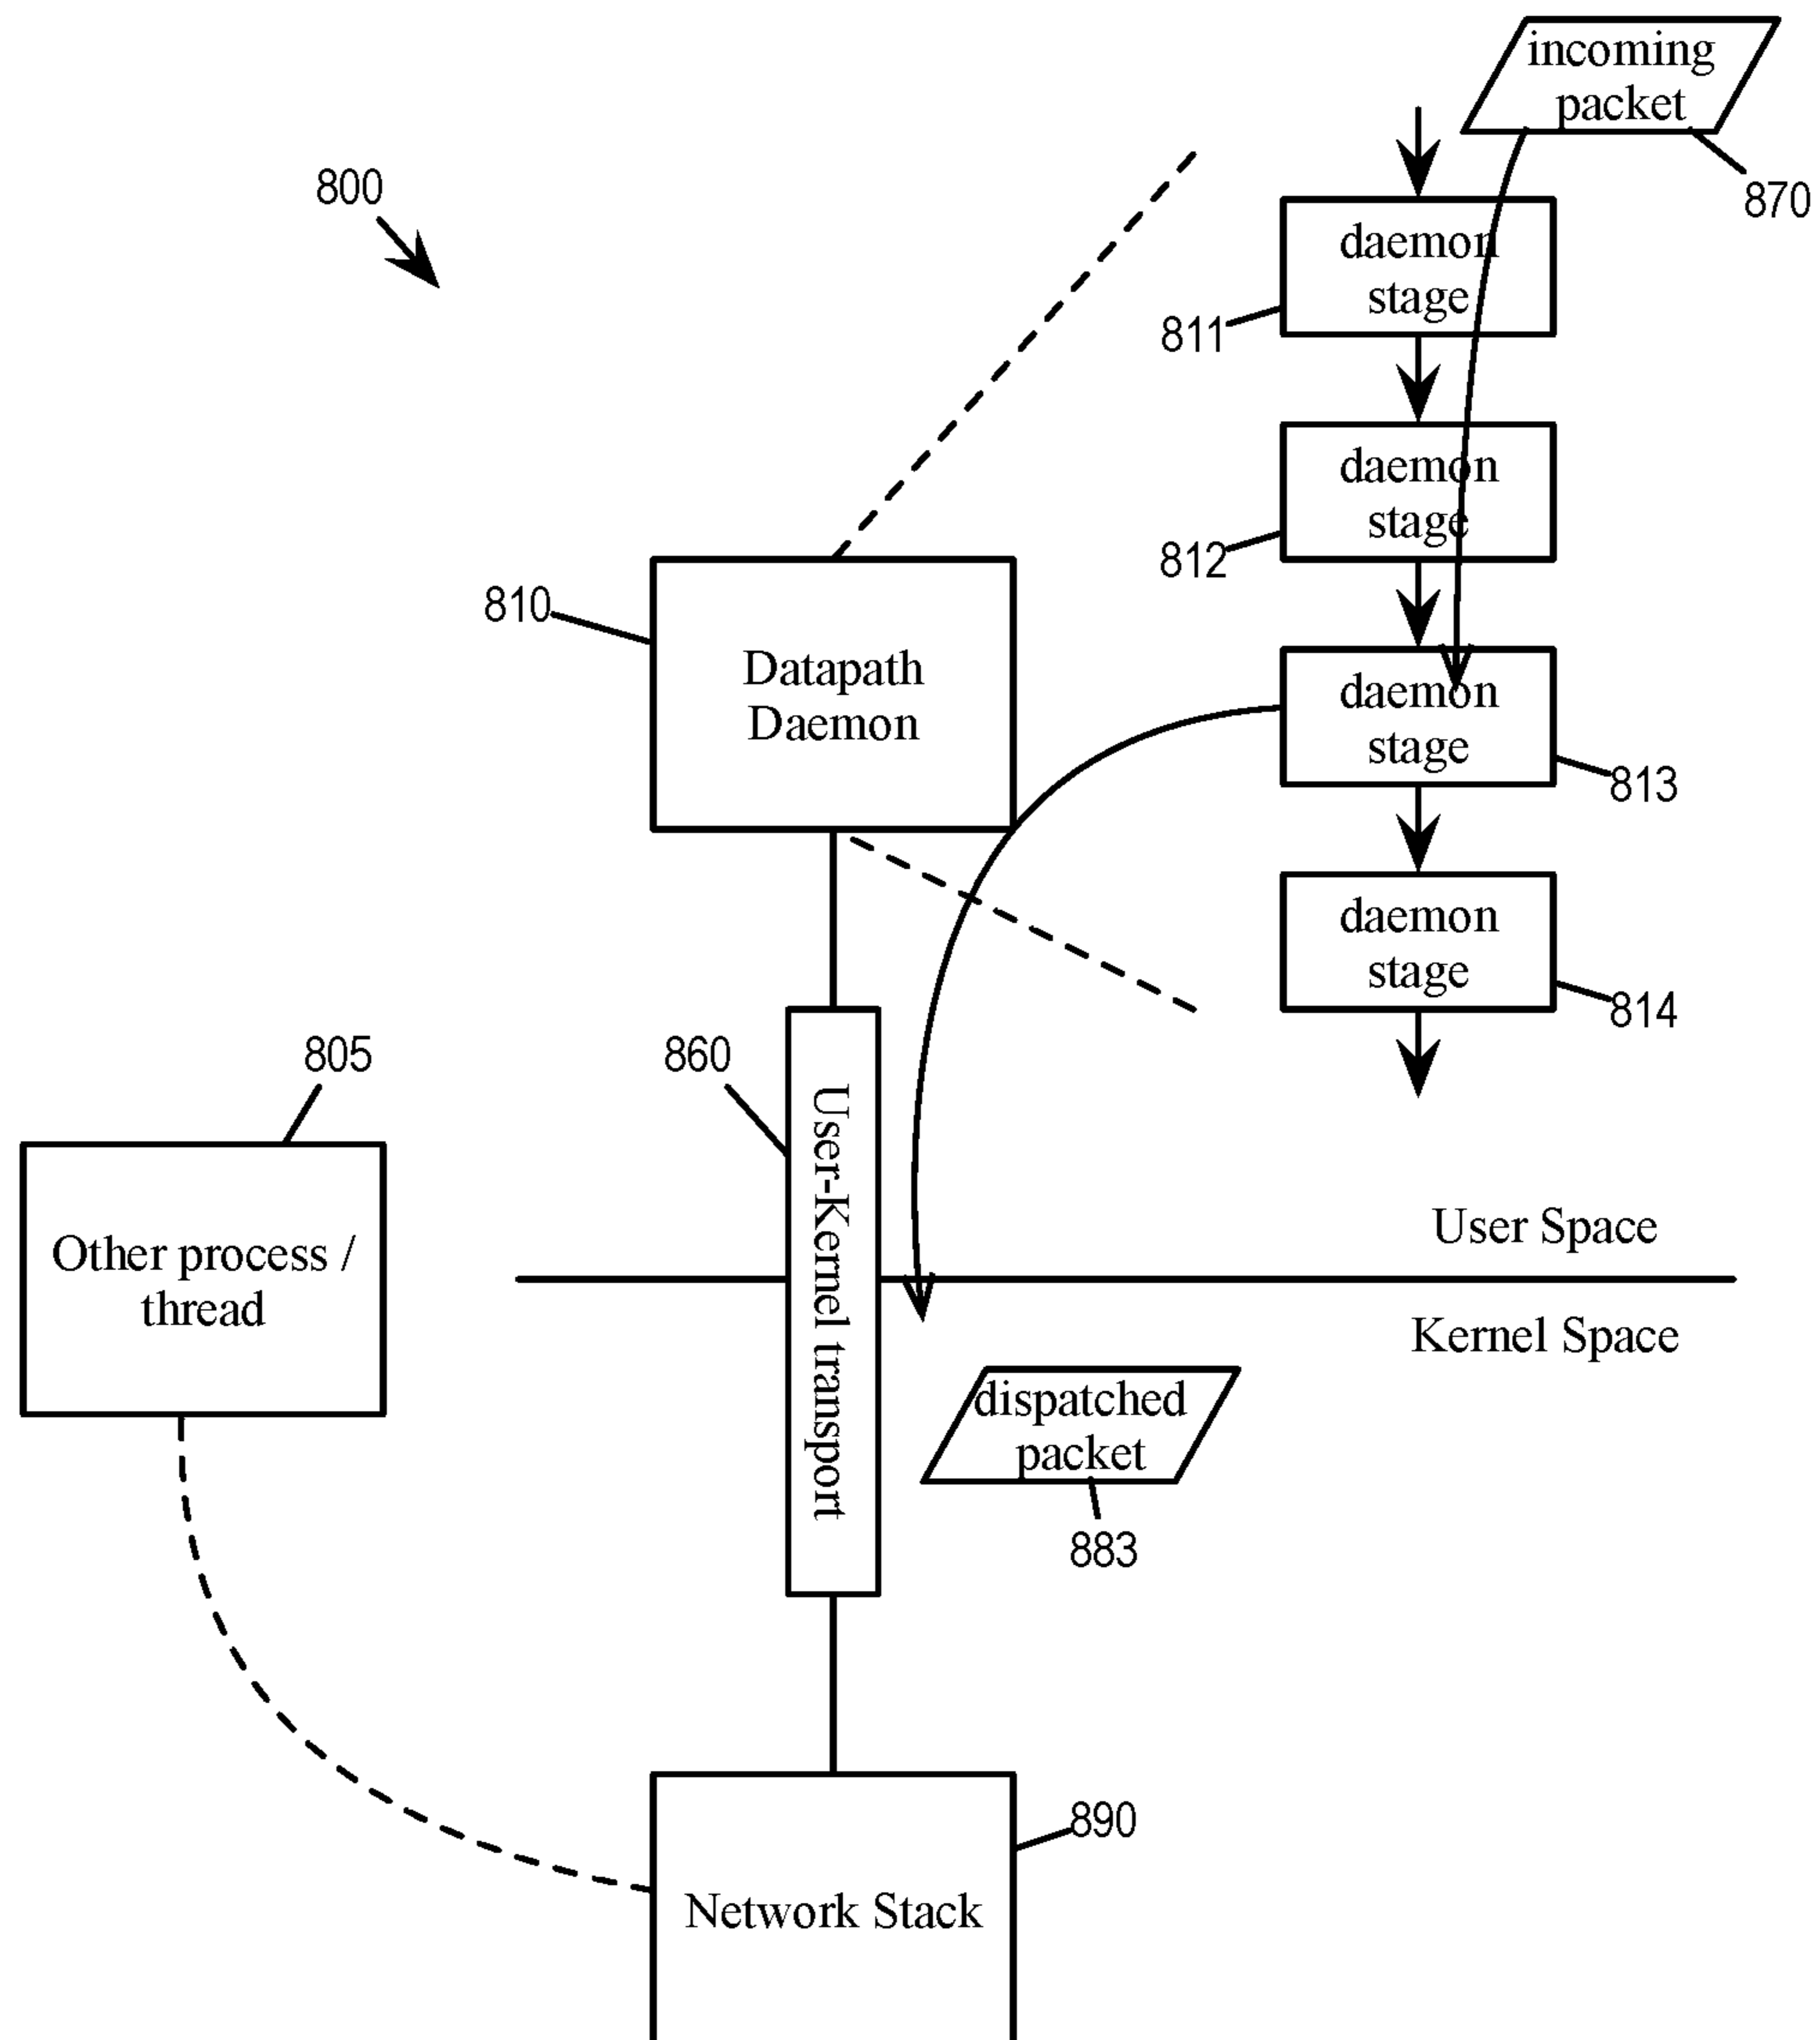 incoming
packet
870
800
daemon
stage
811
daemon
stage
812
810
Datapath
Daemon
daemon
stage
813
daemon
stage
814
805
860
User-Kernel transport
Other process /
thread
User Space
Kernel Space
dispatched
packet
883
890
Network Stack